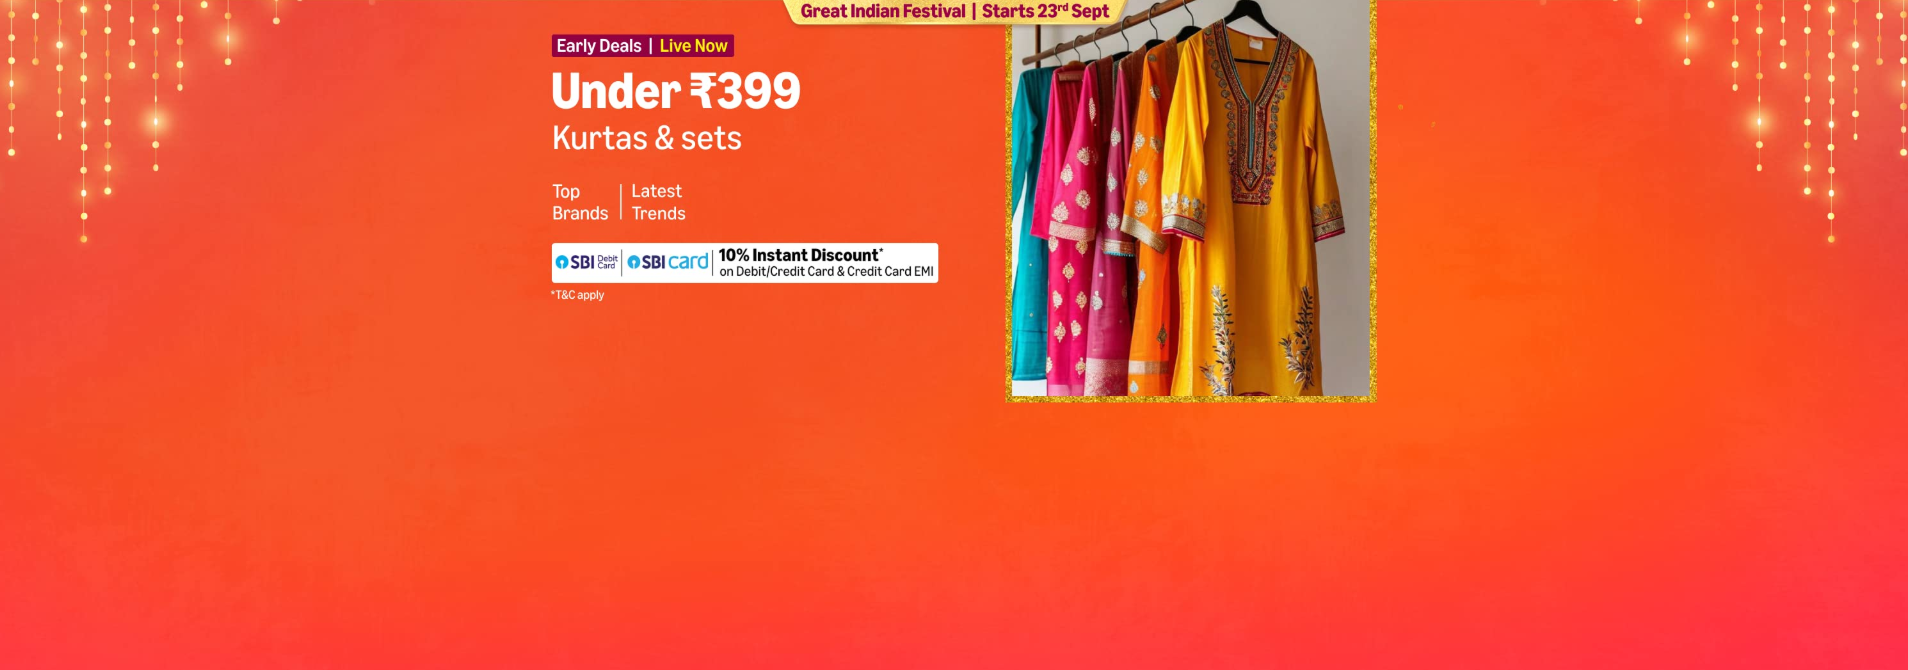 Great Indian Festival | Starts 23rd Sept
Early Deals | Live Now
Under ₹399
Kurtas & sets
Top Brands | Latest Trends
SBI Debit Card | SBI card | 10% Instant Discount*
on Debit/Credit Card & Credit Card EMI
*T&C apply